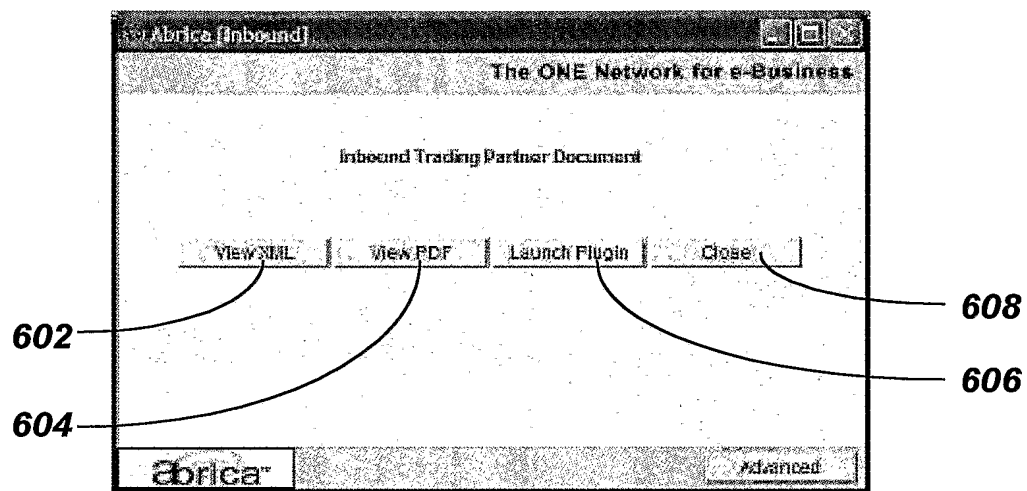 Abrica [Inbound]
The ONE Network for e-Business
Inbound Trading Partner Document
View XML View PDF Launch Plugin Close
608
602
606
604
abrica™ Advanced